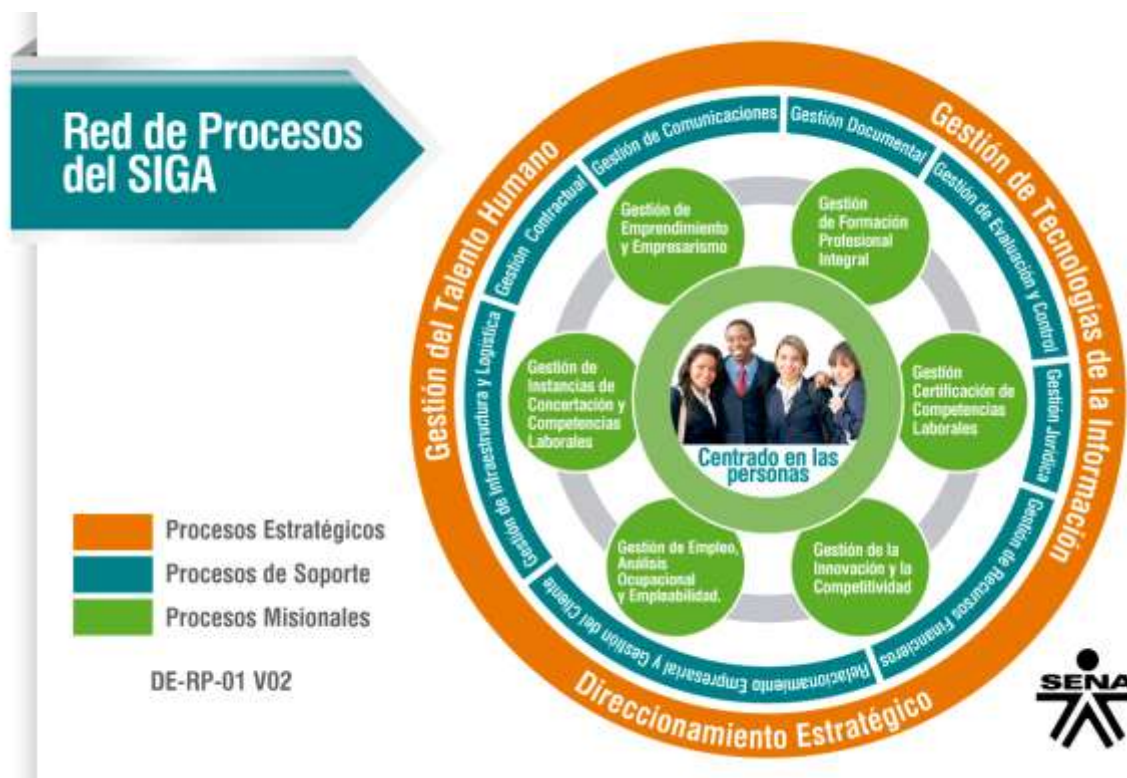 Red de Procesos
del SIGA
Gestión del Talento Humano
Gestión de Tecnologías de la Información
Direccionamiento Estratégico
Gestión de Comunicaciones
Gestión Documental
Gestión de Evaluación y Control
Gestión Jurídica
Gestión de Recursos Financieros
Relacionamiento Empresarial y Gestión del Cliente
Gestión de Intraestructura y Logística
Gestión Contractual
Gestión de
Emprendimiento
y Empresarismo
Gestión
de Formación
Profesional
Integral
Gestión de
Instancias de
Concertación y
Competencias
Laborales
Gestión
Certificación de
Competencias
Laborales
Gestión de Empleo,
Análisis
Ocupacional
y Empleabilidad.
Gestión de la
Innovación y la
Competitividad
Centrado en las
personas
Procesos Estratégicos
Procesos de Soporte
Procesos Misionales
DE-RP-01 V02
SENA